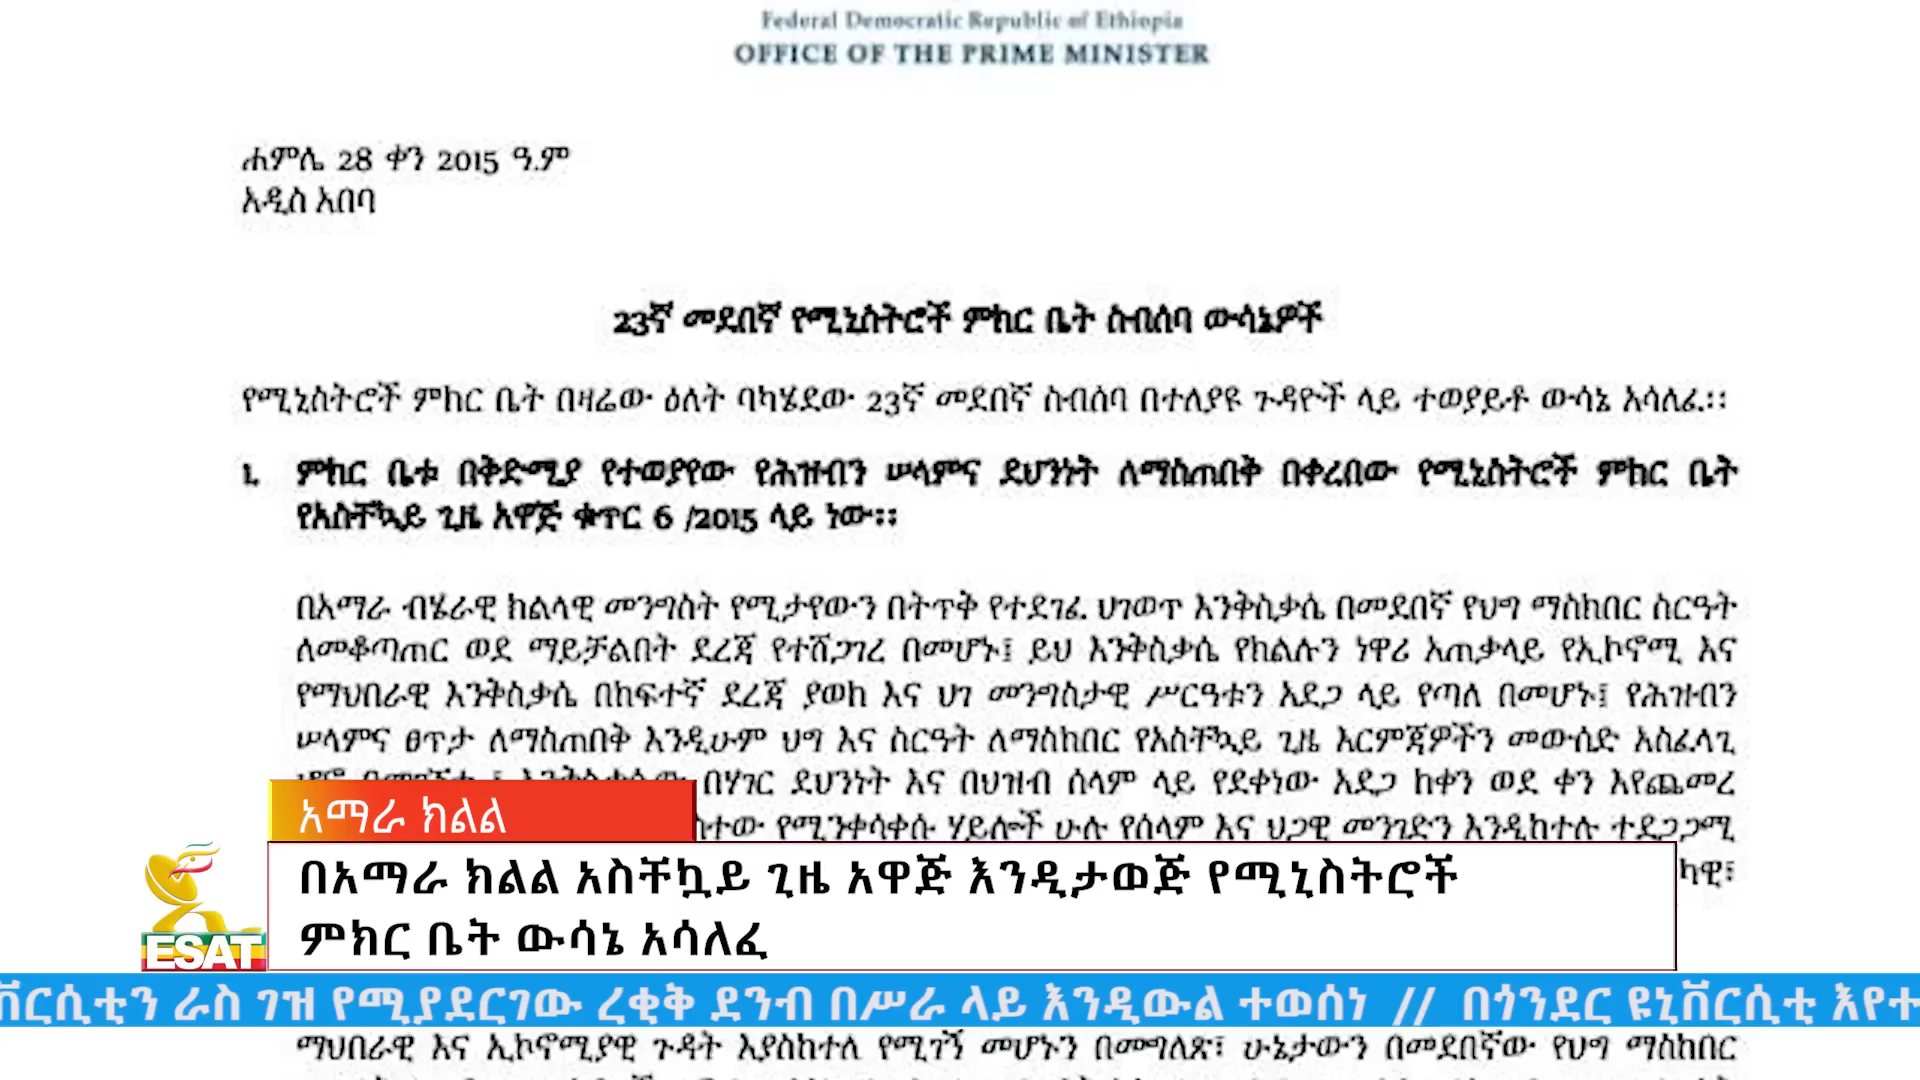 Federal Democratic Republic of Ethiopia
OFFICE OF THE PRIME MINISTER
ሐምሌ 28 ቀን 2015 ዓ.ም
አዲስ አበባ
23ኛ መደበኛ የሚኒስትሮች ምክር ቤት ስብሰባ ውሳኔዎች
የሚኒስትሮች ምክር ቤት በዛሬው ዕለት ባካሄደው 23ኛ መደበኛ ስብሰባ በተለያዩ ጉዳዮች ላይ ተወያይቶ ውሳኔ አሳለፈ፡፡
1. ምክር ቤቱ በቅድሚያ የተወያየው የሕዝብን ሠላምና ደህንነት ለማስጠበቅ በቀረበው የሚኒስትሮች ምክር ቤት
የአስቸኳይ ጊዜ አዋጅ ቁጥር 6 /2015 ላይ ነው፡፡
በአማራ ብሄራዊ ክልላዊ መንግስት የሚታየውን በትጥቅ የተደገፈ ህገወጥ እንቅስቃሴ በመደበኛ የህግ ማስከበር ስርዓት
ለመቆጣጠር ወደ ማይቻልበት ደረጃ የተሸጋገረ በመሆኑ፤ ይህ እንቅስቃሴ የክልሉን ነዋሪ አጠቃላይ የኢኮኖሚ እና
የማህበራዊ እንቅስቃሴ በከፍተኛ ደረጃ ያወከ እና ህገ መንግስታዊ ሥርዓቱን አደጋ ላይ የጣለ በመሆኑ፤ የሕዝብን
ሠላምና ፀጥታ ለማስጠበቅ እንዲሁም ህግ እና ስርዓት ለማስከበር የአስቸኳይ ጊዜ እርምጃዎችን መውሰድ አስፈላጊ
በሃገር ደህንነት እና በህዝብ ሰላም ላይ የደቀነው አደጋ ከቀን ወደ ቀን እየጨመረ
የሚንቀሳቀሱ ሃይሎች ሁሉ የሰላም እና ህጋዊ መንገድን እንዲከተሉ ተደጋጋሚ
አማራ ክልል
በአማራ ክልል አስቸኳይ ጊዜ አዋጅ እንዲታወጅ የሚኒስትሮች
ምክር ቤት ውሳኔ አሳለፈ
ESAT
ቨርሲቲን ራስ ገዝ የሚያደርገው ረቂቅ ደንብ በሥራ ላይ እንዲውል ተወሰነ // በጎንደር ዩኒቨርሲቲ እየተ
ማህበራዊ እና ኢኮኖሚያዊ ጉዳት እያስከተለ የሚገኝ መሆኑን በመግለጽ፣ ሁኔታውን በመደበኛው የህግ ማስከበር